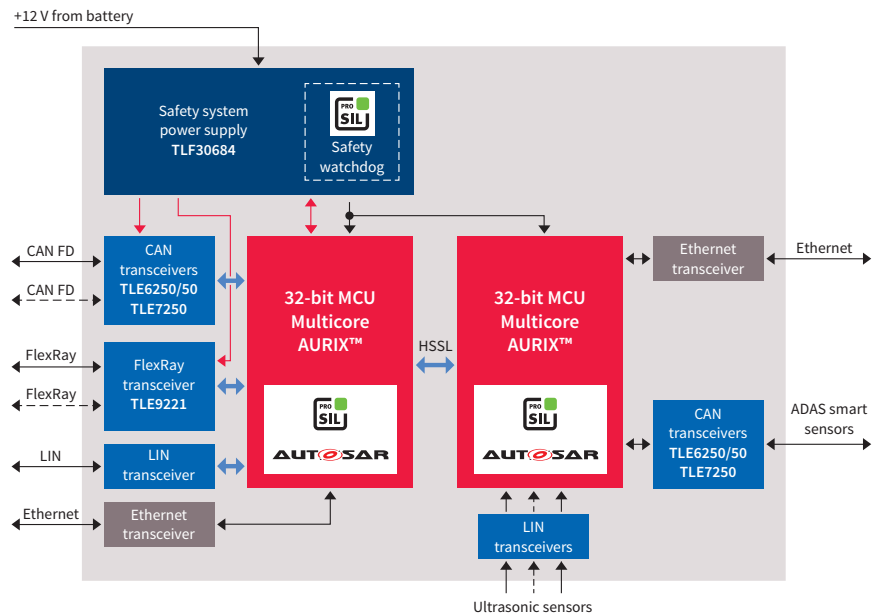 +12 V from battery
Safety system
power supply
TLF30684
PRO
SIL
Safety
watchdog
CAN FD
CAN FD
CAN
transceivers
TLE6250/50
TLE7250
FlexRay
FlexRay
FlexRay
transceiver
TLE9221
LIN
LIN
transceiver
Ethernet
Ethernet
transceiver
32-bit MCU
Multicore
AURIX™
PRO
SIL
AUTOSAR
HSSL
32-bit MCU
Multicore
AURIX™
PRO
SIL
AUTOSAR
Ethernet
transceiver
Ethernet
CAN
transceivers
TLE6250/50
TLE7250
ADAS smart
sensors
LIN
transceivers
Ultrasonic sensors